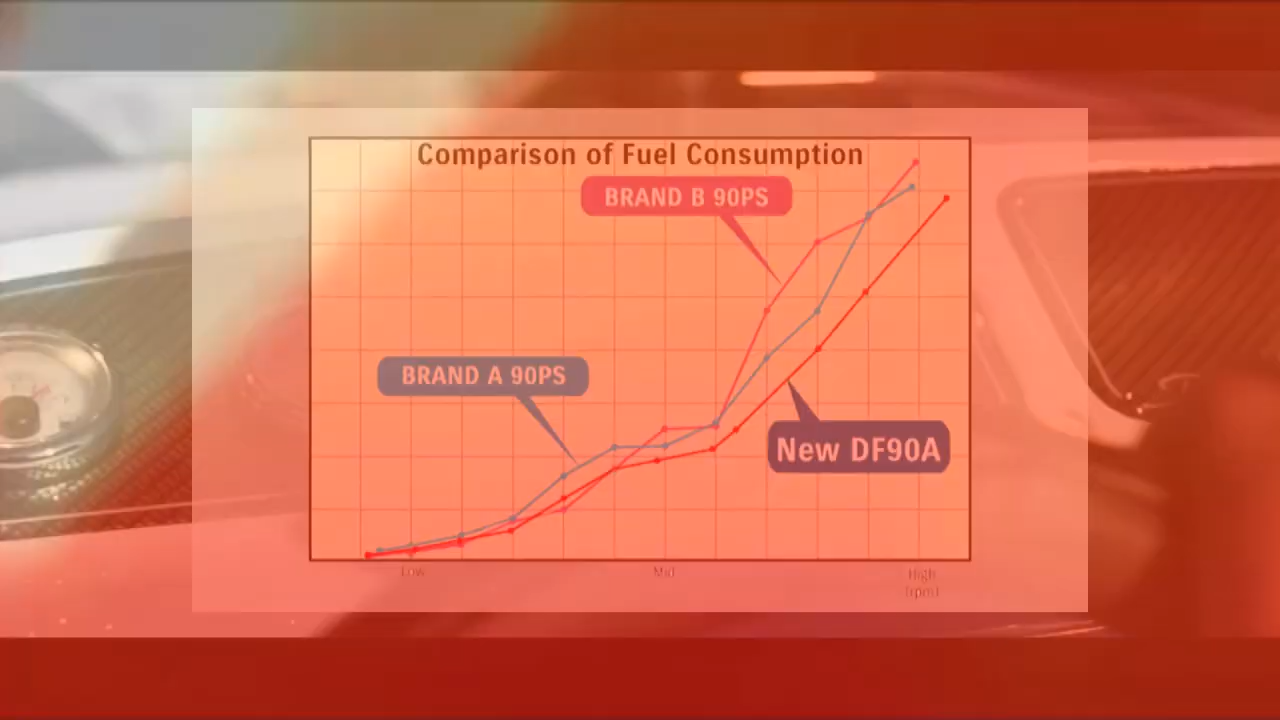 Comparison of Fuel Consumption
BRAND B 90PS
BRAND A 90PS
New DF90A
Low
Mid
High
(rpm)